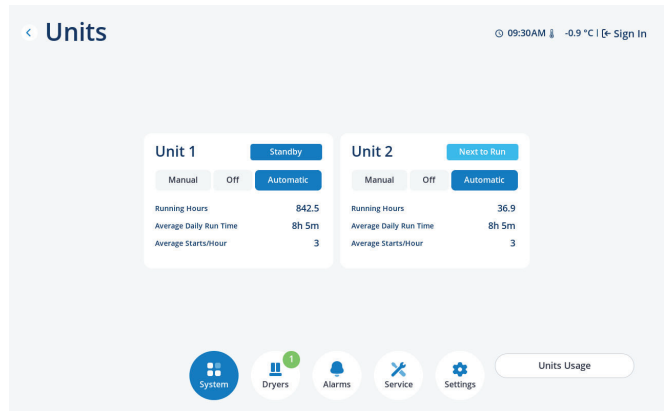 Units
09:30AM -0.9 °C | Sign In
Unit 1 Standby
Manual Off Automatic
Running Hours 842.5
Average Daily Run Time 8h 5m
Average Starts/Hour 3
Unit 2 Next to Run
Manual Off Automatic
Running Hours 36.9
Average Daily Run Time 8h 5m
Average Starts/Hour 3
System
1
Dryers
Alarms
Service
Settings
Units Usage